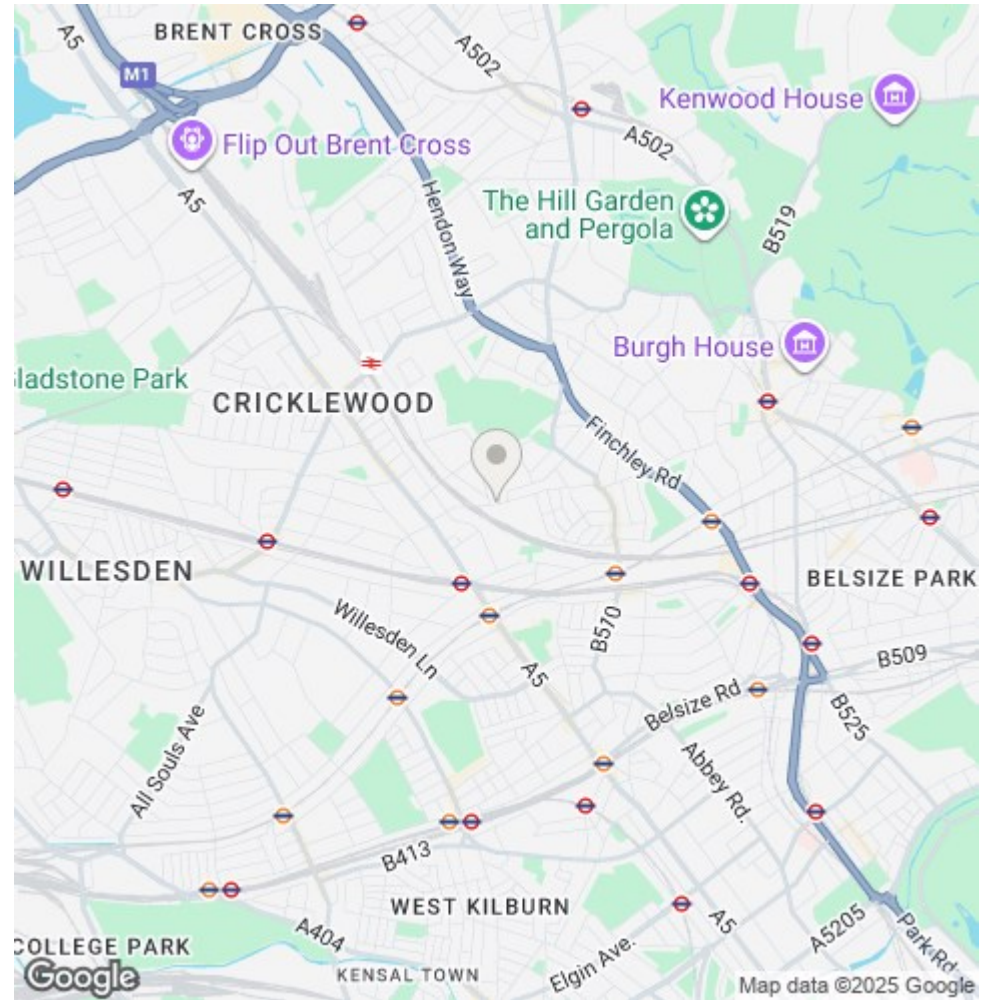 A5
BRENT CROSS
A502
M1
Kenwood House
Flip Out Brent Cross
A502
A5
Hendon Way
The Hill Garden
and Pergola
B519
Burgh House
Gladstone Park
CRICKLEWOOD
Finchley Rd
WILLESDEN
BELSIZE PARK
Willesden Ln
B510
B509
A5
Belsize Rd
B525
All Souls Ave
Abbey Rd.
B413
WEST KILBURN
A404
A5
A5205
Park Rd
COLLEGE PARK
KENSAL TOWN
Elgin Ave.
Google
Map data ©2025 Google